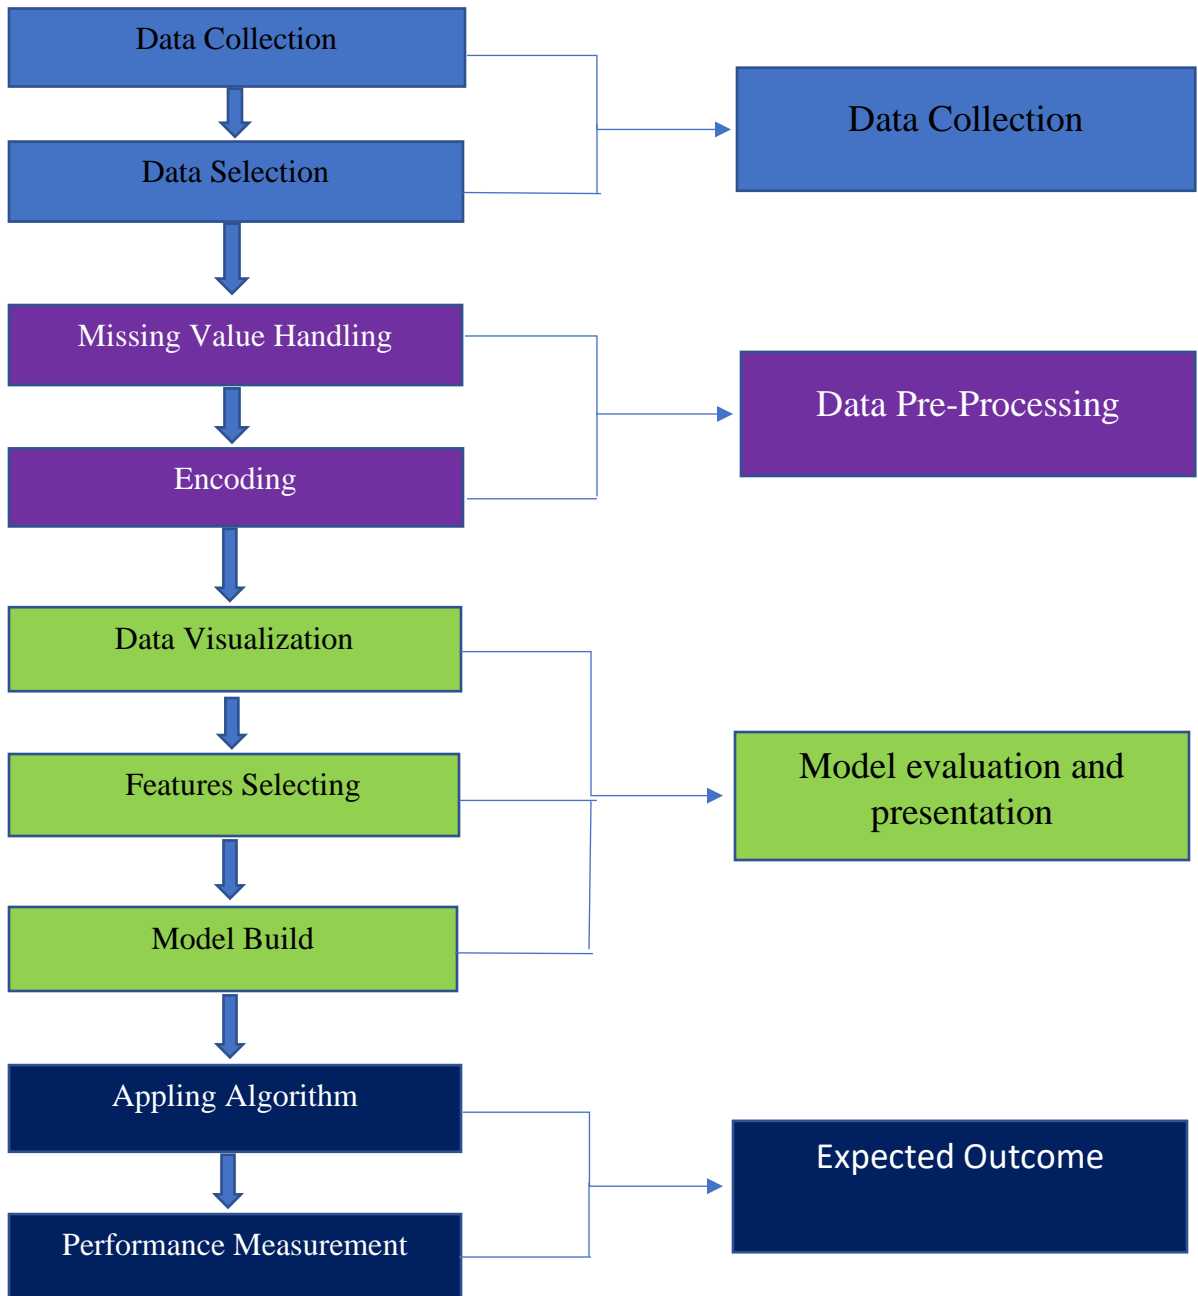 Data Collection
Data Collection
Data Selection
Missing Value Handling
Data Pre-Processing
Encoding
Data Visualization
Features Selecting
Model evaluation and
presentation
Model Build
Appling Algorithm
Expected Outcome
Performance Measurement